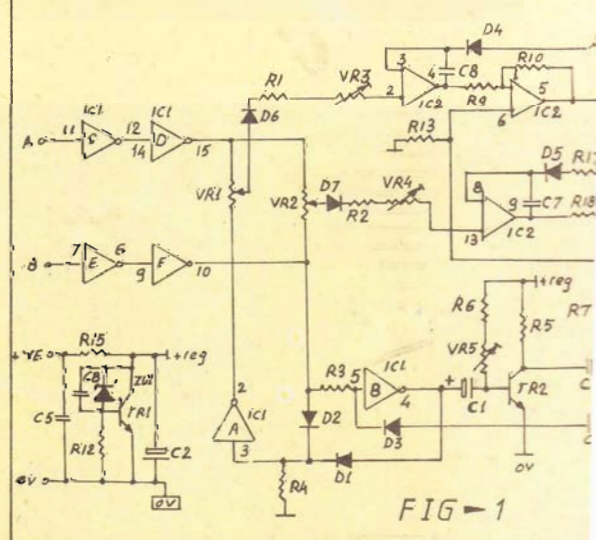 D4
R1
VR3
3
4
C8
R10
5
2
IC2
R9
6
IC2
D6
R13
IC1
IC1
A
11
C
12
14
D
15
D5
R17
VR1
VR2
D7
VR4
8
9
C7
R18
R2
13
IC2
B
7
E
6
9
F
10
+reg
R6
R5
R7
+VE
R15
+reg
VR5
R3
5
IC1
B
4
+
C1
TR2
C5
TR1
2
IC1
A
3
D2
D3
R12
C2
D1
0V
0V
0V
R4
FIG-1